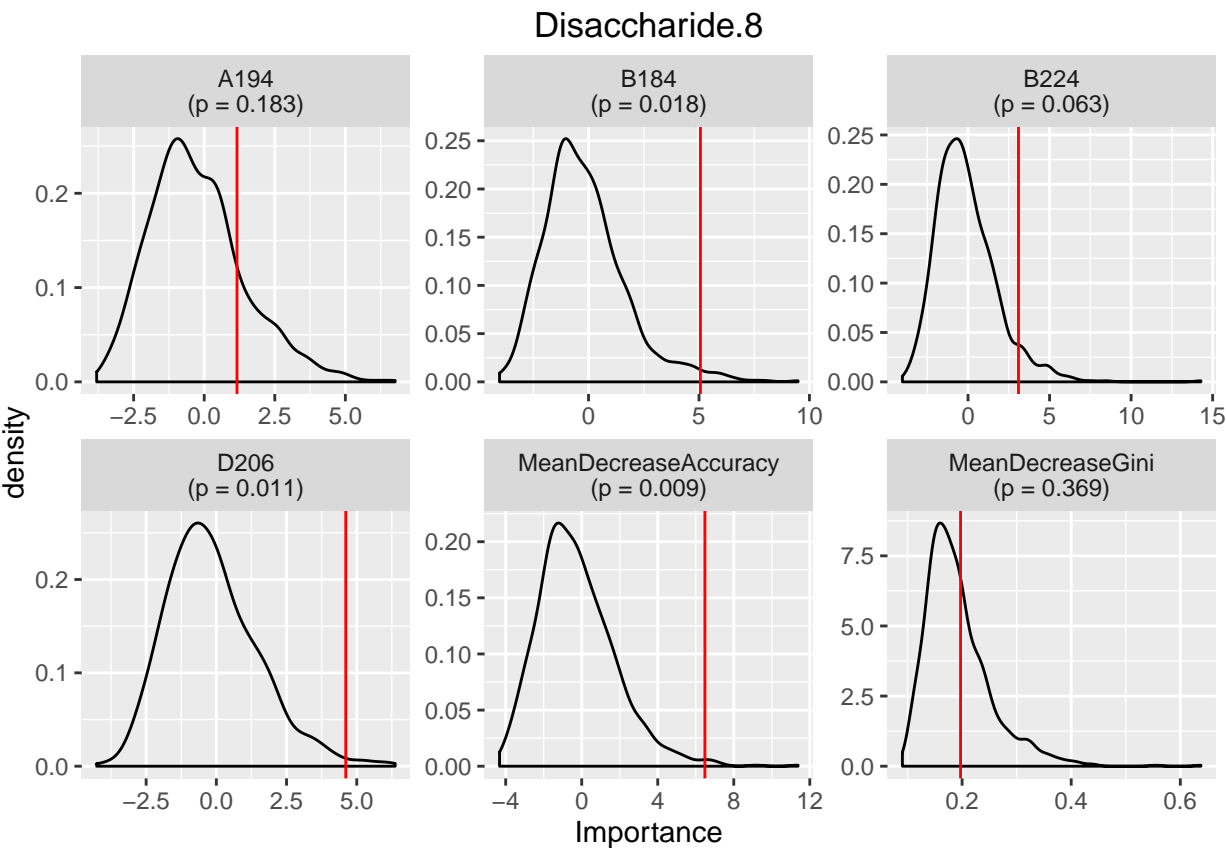 Disaccharide.8
A194
(p = 0.183)
B184
(p = 0.018)
B224
(p = 0.063)
0.2
0.1
0.0
−2.5 0.0 2.5 5.0
0.25
0.20
0.15
0.10
0.05
0.00
0 5 10
0.25
0.20
0.15
0.10
0.05
0.00
0 5 10 15
density
D206
(p = 0.011)
MeanDecreaseAccuracy
(p = 0.009)
MeanDecreaseGini
(p = 0.369)
0.2
0.1
0.0
−2.5 0.0 2.5 5.0
0.20
0.15
0.10
0.05
0.00
−4 0 4 8 12
7.5
5.0
2.5
0.0
0.2 0.4 0.6
Importance